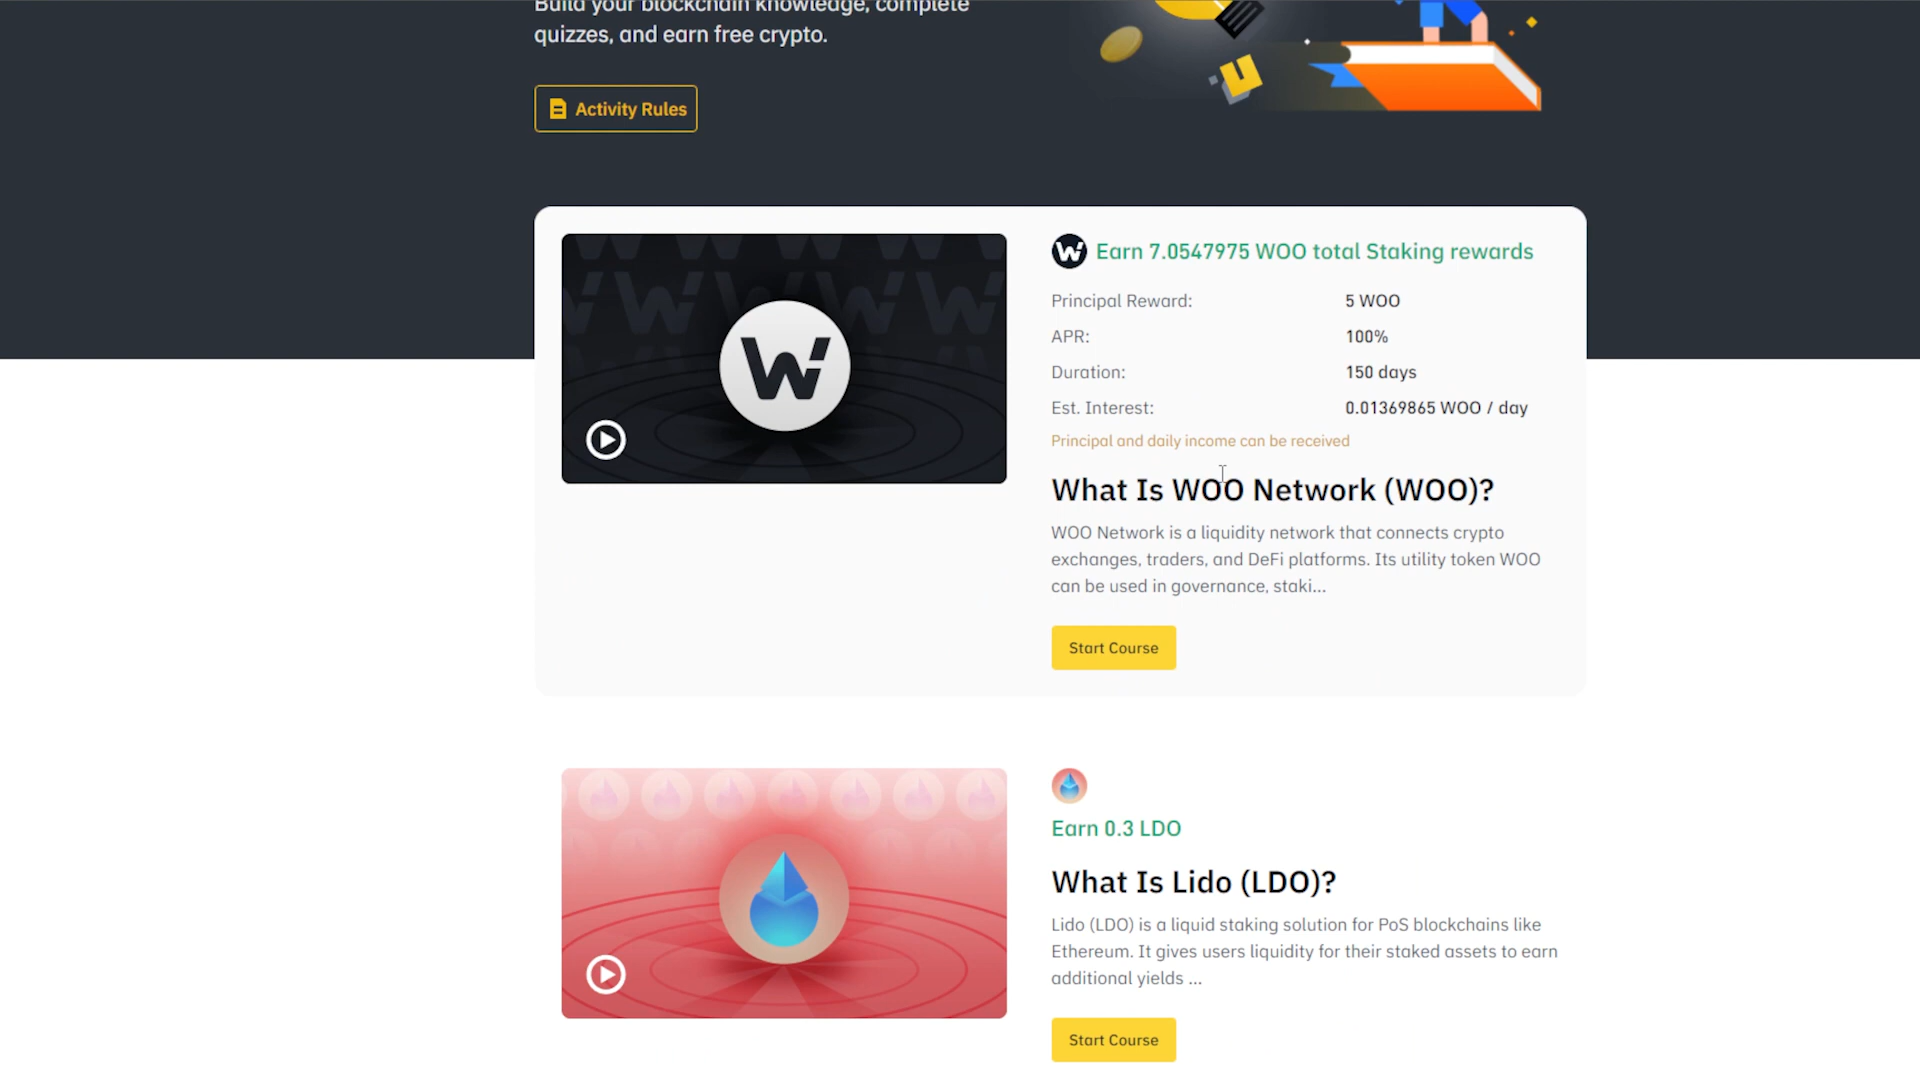 Build your blockchain knowledge, complete
quizzes, and earn free crypto.
Activity Rules
Earn 7.0547975 WOO total Staking rewards
Principal Reward: 5 WOO
APR: 100%
Duration: 150 days
Est. Interest: 0.01369865 WOO / day
Principal and daily income can be received
What Is WOO Network (WOO)?
WOO Network is a liquidity network that connects crypto
exchanges, traders, and DeFi platforms. Its utility token WOO
can be used in governance, staki...
Start Course
Earn 0.3 LDO
What Is Lido (LDO)?
Lido (LDO) is a liquid staking solution for PoS blockchains like
Ethereum. It gives users liquidity for their staked assets to earn
additional yields ...
Start Course